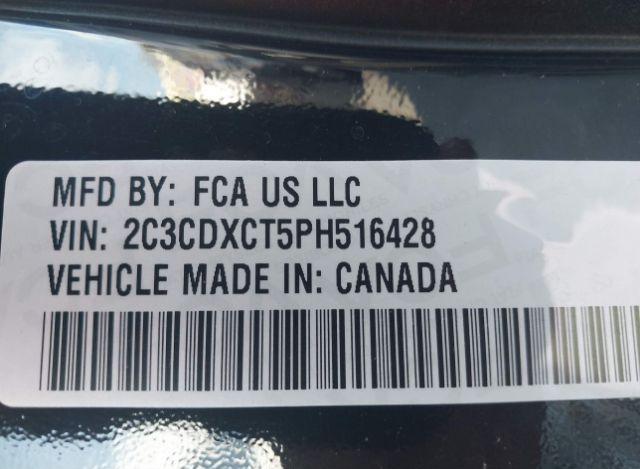 MFD BY: FCA US LLC
VIN: 2C3CDXCT5PH516428
VEHICLE MADE IN: CANADA